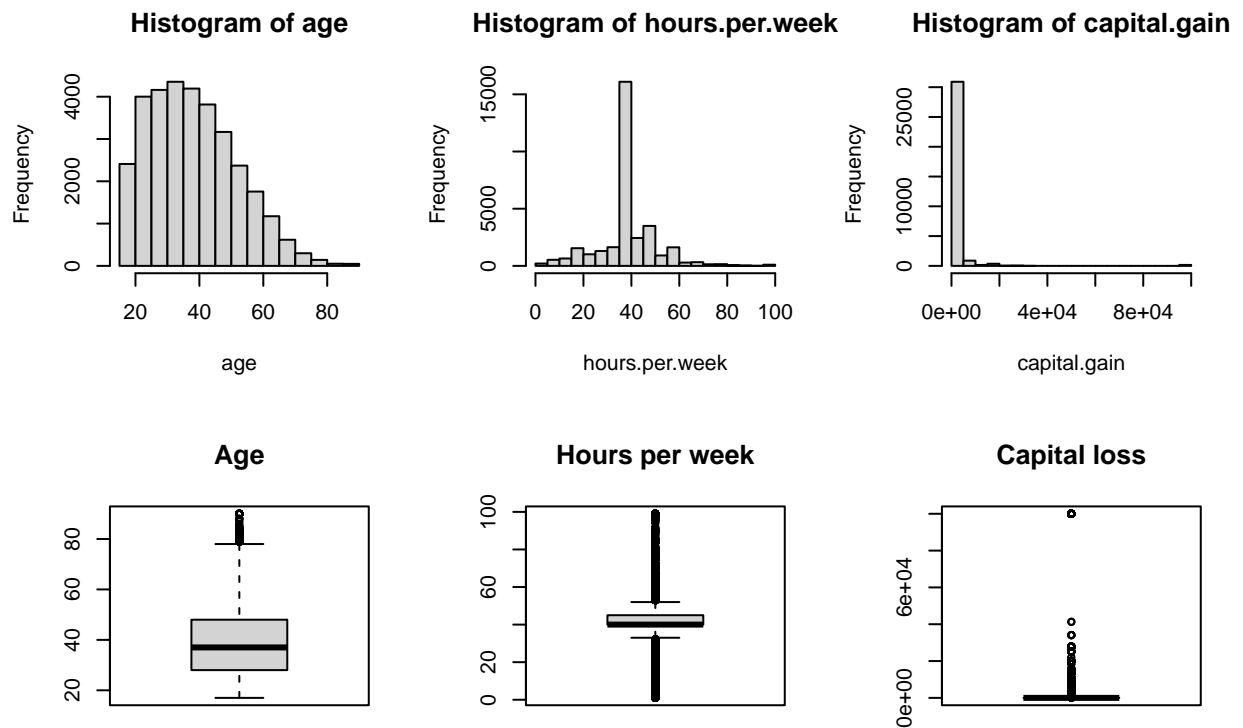 Histogram of age
Frequency
0 2000 4000
20 40 60 80
age
Histogram of hours.per.week
Frequency
0 5000 15000
0 20 40 60 80 100
hours.per.week
Histogram of capital.gain
Frequency
0 10000 25000
0e+00 4e+04 8e+04
capital.gain
Age
20 40 60 80
Hours per week
0 20 60 100
Capital loss
0e+00 6e+04